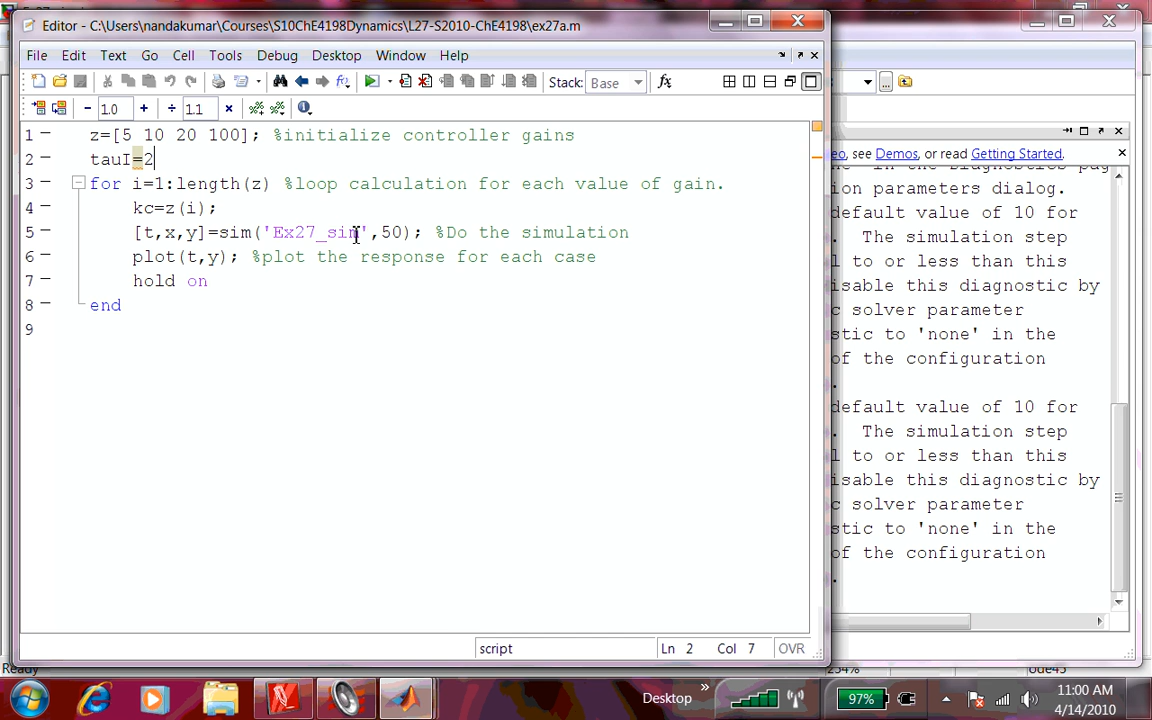 Editor - C:\Users\nandakumar\Courses\S10ChE4198Dynamics\L27-S2010-ChE4198\ex27a.m
File Edit Text Go Cell Tools Debug Desktop Window Help
Stack: Base
1.0 1.1
1 z=[5 10 20 100]; %initialize controller gains
2 tauI=2
3 for i=1:length(z) %loop calculation for each value of gain.
4 kc=z(i);
5 [t,x,y]=sim('Ex27_sim',50); %Do the simulation
6 plot(t,y); %plot the response for each case
7 hold on
8 end
9
script Ln 2 Col 7 OVR
eo, see Demos, or read Getting Started.
ion parameters dialog.
default value of 10 for
. The simulation step
l to or less than this
isable this diagnostic by
c solver parameter
stic to 'none' in the
of the configuration
.
default value of 10 for
. The simulation step
l to or less than this
isable this diagnostic by
c solver parameter
stic to 'none' in the
of the configuration
.
Ready
ode45
Desktop 97% 11:00 AM
4/14/2010